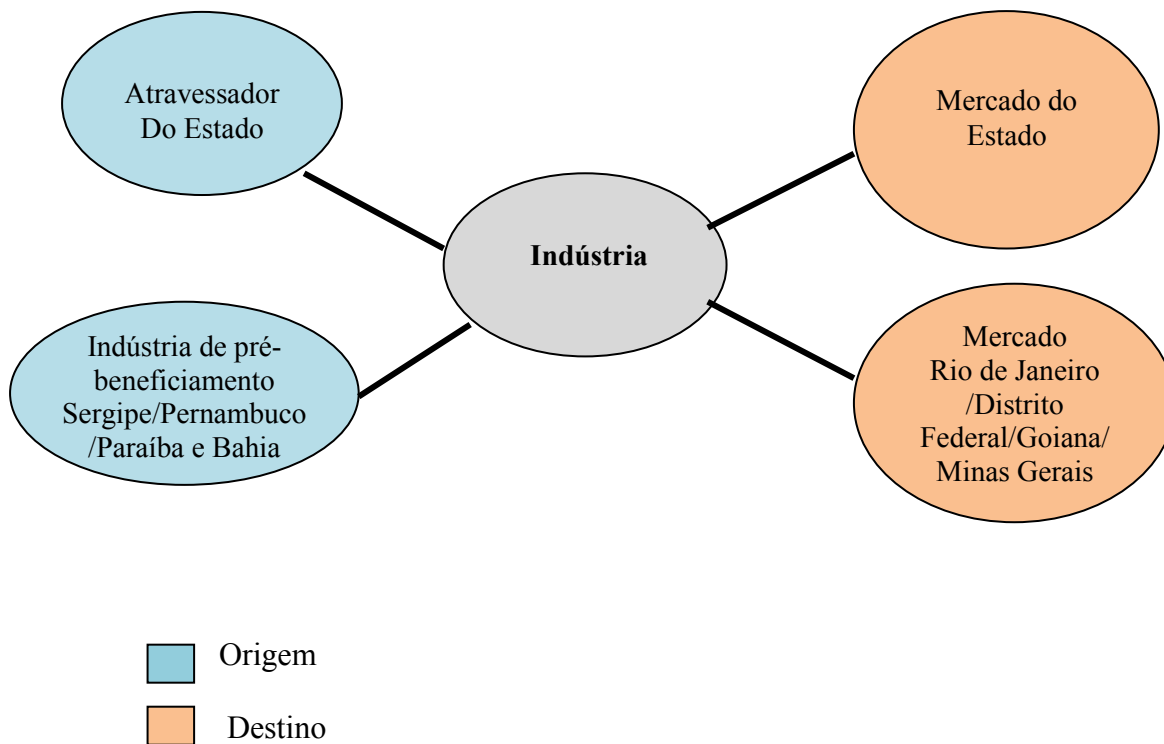 Atravessador
Do Estado
Mercado do
Estado
Indústria
Indústria de pré-
beneficiamento
Sergipe/Pernambuco
/Paraíba e Bahia
Mercado
Rio de Janeiro
/Distrito
Federal/Goiana/
Minas Gerais
Origem
Destino